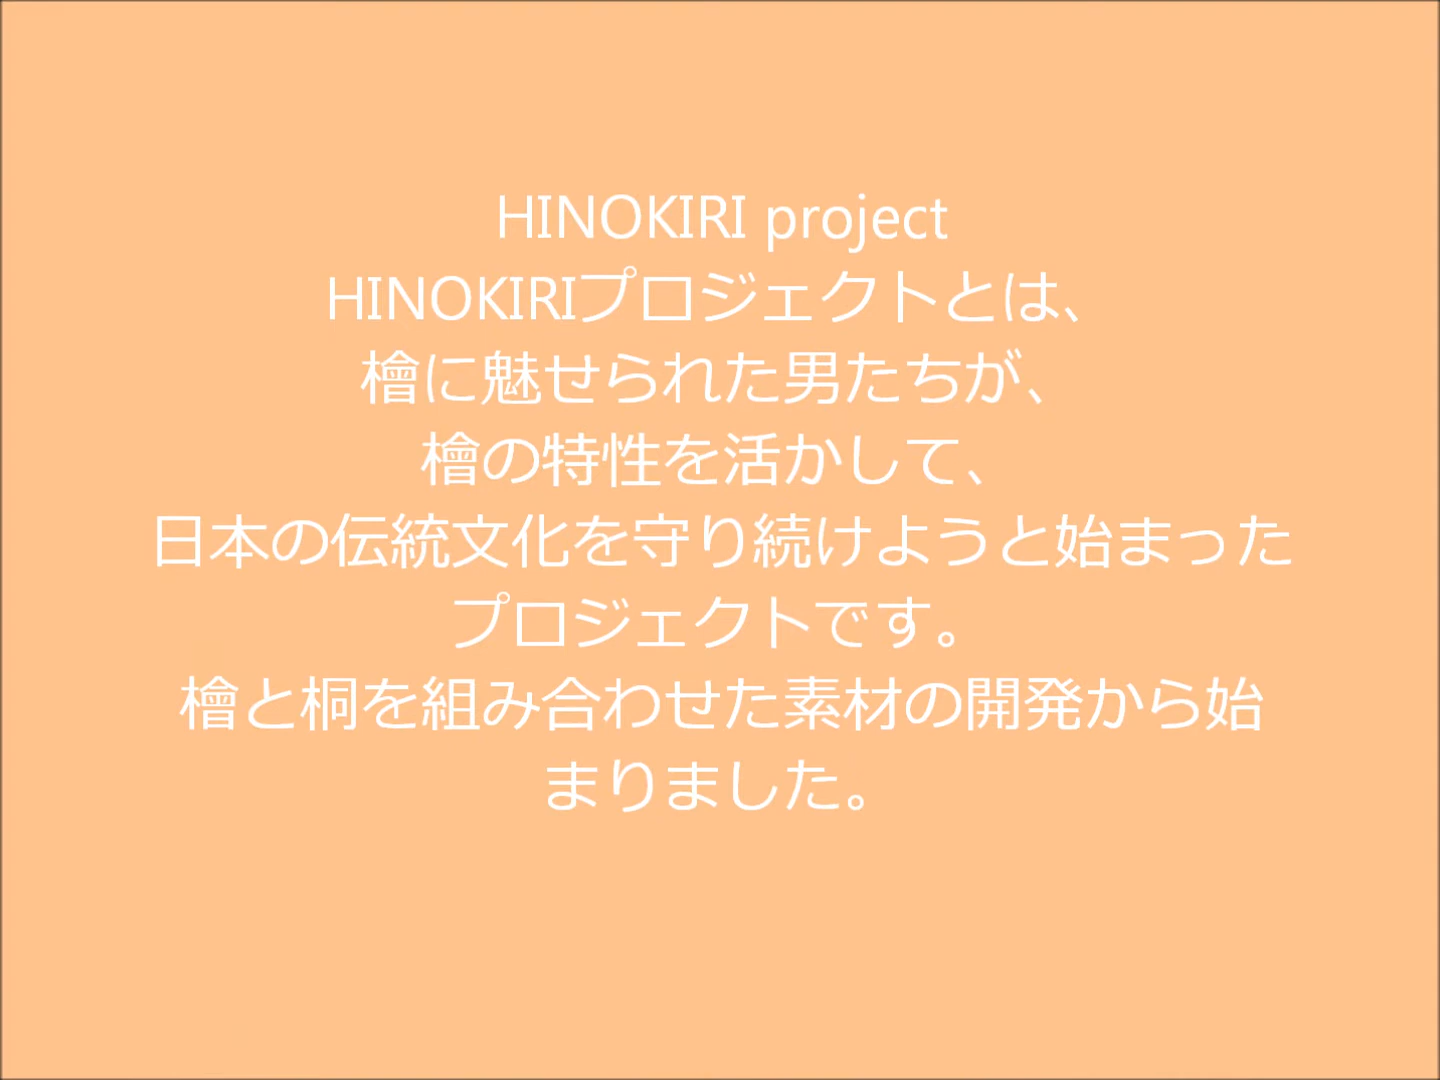 HINOKIRI project
HINOKIRIプロジェクトとは、
檜に魅せられた男たちが、
檜の特性を活かして、
日本の伝統文化を守り続けようと始まった
プロジェクトです。
檜と桐を組み合わせた素材の開発から始
まりました。